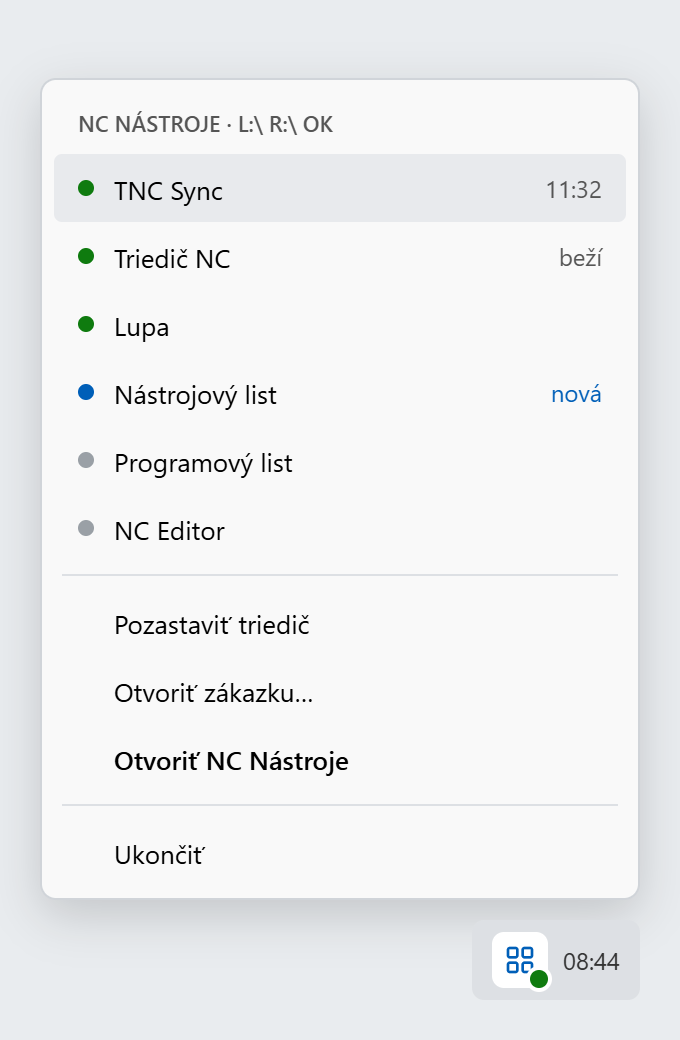 NC NÁSTROJE · L:\ R:\ OK
TNC Sync 11:32
Triedič NC beží
Lupa
Nástrojový list nová
Programový list
NC Editor
Pozastaviť triedič
Otvoriť zákazku...
Otvoriť NC Nástroje
Ukončiť
08:44